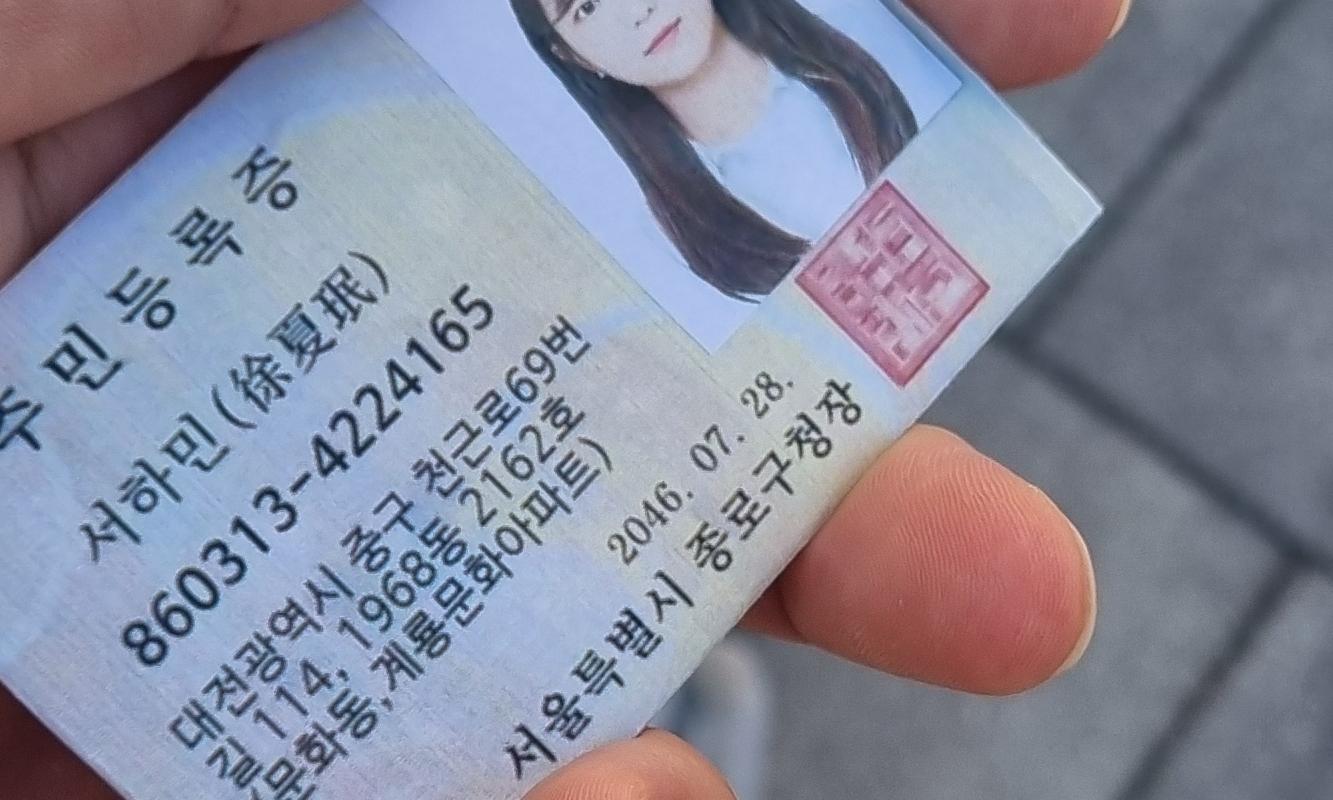 주민등록증
서하민(徐夏珉)
860313-4224165
대전광역시 중구 천근로69번
길 114, 1968동 2162호
(문화동,계룡문화아파트)
2046. 07. 28.
서울특별시 종로구청장